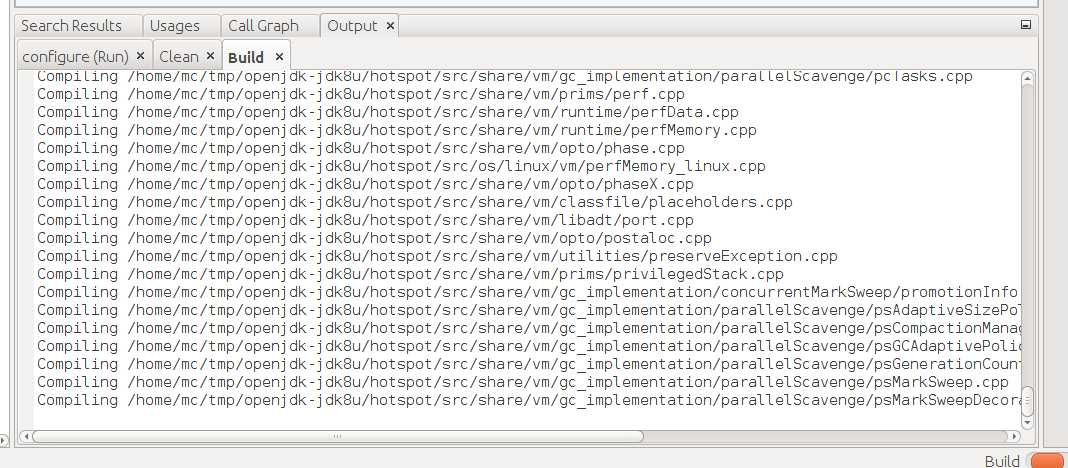 Search Results
Usages
Call Graph
Output ×
configure (Run) ×
Clean ×
Build ×
Compiling /home/mc/tmp/openjdk-jdk8u/hotspot/src/share/vm/gc_implementation/parallelScavenge/pcTasks.cpp
Compiling /home/mc/tmp/openjdk-jdk8u/hotspot/src/share/vm/prims/perf.cpp
Compiling /home/mc/tmp/openjdk-jdk8u/hotspot/src/share/vm/runtime/perfData.cpp
Compiling /home/mc/tmp/openjdk-jdk8u/hotspot/src/share/vm/runtime/perfMemory.cpp
Compiling /home/mc/tmp/openjdk-jdk8u/hotspot/src/share/vm/opto/phase.cpp
Compiling /home/mc/tmp/openjdk-jdk8u/hotspot/src/os/linux/vm/perfMemory_linux.cpp
Compiling /home/mc/tmp/openjdk-jdk8u/hotspot/src/share/vm/opto/phaseX.cpp
Compiling /home/mc/tmp/openjdk-jdk8u/hotspot/src/share/vm/classfile/placeholders.cpp
Compiling /home/mc/tmp/openjdk-jdk8u/hotspot/src/share/vm/libadt/port.cpp
Compiling /home/mc/tmp/openjdk-jdk8u/hotspot/src/share/vm/opto/postaloc.cpp
Compiling /home/mc/tmp/openjdk-jdk8u/hotspot/src/share/vm/utilities/preserveException.cpp
Compiling /home/mc/tmp/openjdk-jdk8u/hotspot/src/share/vm/prims/privilegedStack.cpp
Compiling /home/mc/tmp/openjdk-jdk8u/hotspot/src/share/vm/gc_implementation/concurrentMarkSweep/promotionInfo
Compiling /home/mc/tmp/openjdk-jdk8u/hotspot/src/share/vm/gc_implementation/parallelScavenge/psAdaptiveSizePol
Compiling /home/mc/tmp/openjdk-jdk8u/hotspot/src/share/vm/gc_implementation/parallelScavenge/psCompactionManag
Compiling /home/mc/tmp/openjdk-jdk8u/hotspot/src/share/vm/gc_implementation/parallelScavenge/psGCAdaptivePolic
Compiling /home/mc/tmp/openjdk-jdk8u/hotspot/src/share/vm/gc_implementation/parallelScavenge/psGenerationCount
Compiling /home/mc/tmp/openjdk-jdk8u/hotspot/src/share/vm/gc_implementation/parallelScavenge/psMarkSweep.cpp
Compiling /home/mc/tmp/openjdk-jdk8u/hotspot/src/share/vm/gc_implementation/parallelScavenge/psMarkSweepDecora
Build